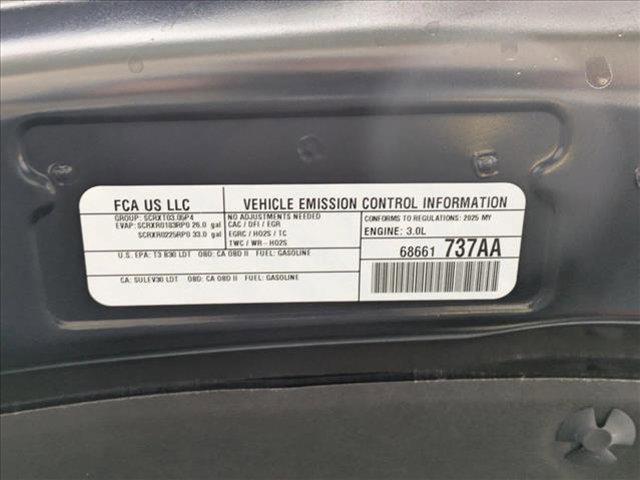 FCA US LLC
VEHICLE EMISSION CONTROL INFORMATION
GROUP: SCRXT03.05P4
EVAP: SCRXR0183RP0 26.0 gal
SCRXR0225RP0 33.0 gal
NO ADJUSTMENTS NEEDED
CAC / DFI / EGR
EGRC / HO2S / TC
TWC / WR-HO2S
CONFORMS TO REGULATIONS: 2025 MY
ENGINE: 3.0L
68661 737AA
U.S. EPA: T3 B30 LDT OBD: CA OBD II FUEL: GASOLINE
CA: SULEV30 LDT OBD: CA OBD II FUEL: GASOLINE